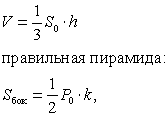 V = 1/3 S₀ · h
правильная пирамида:
Sбок = 1/2 P₀ · k,